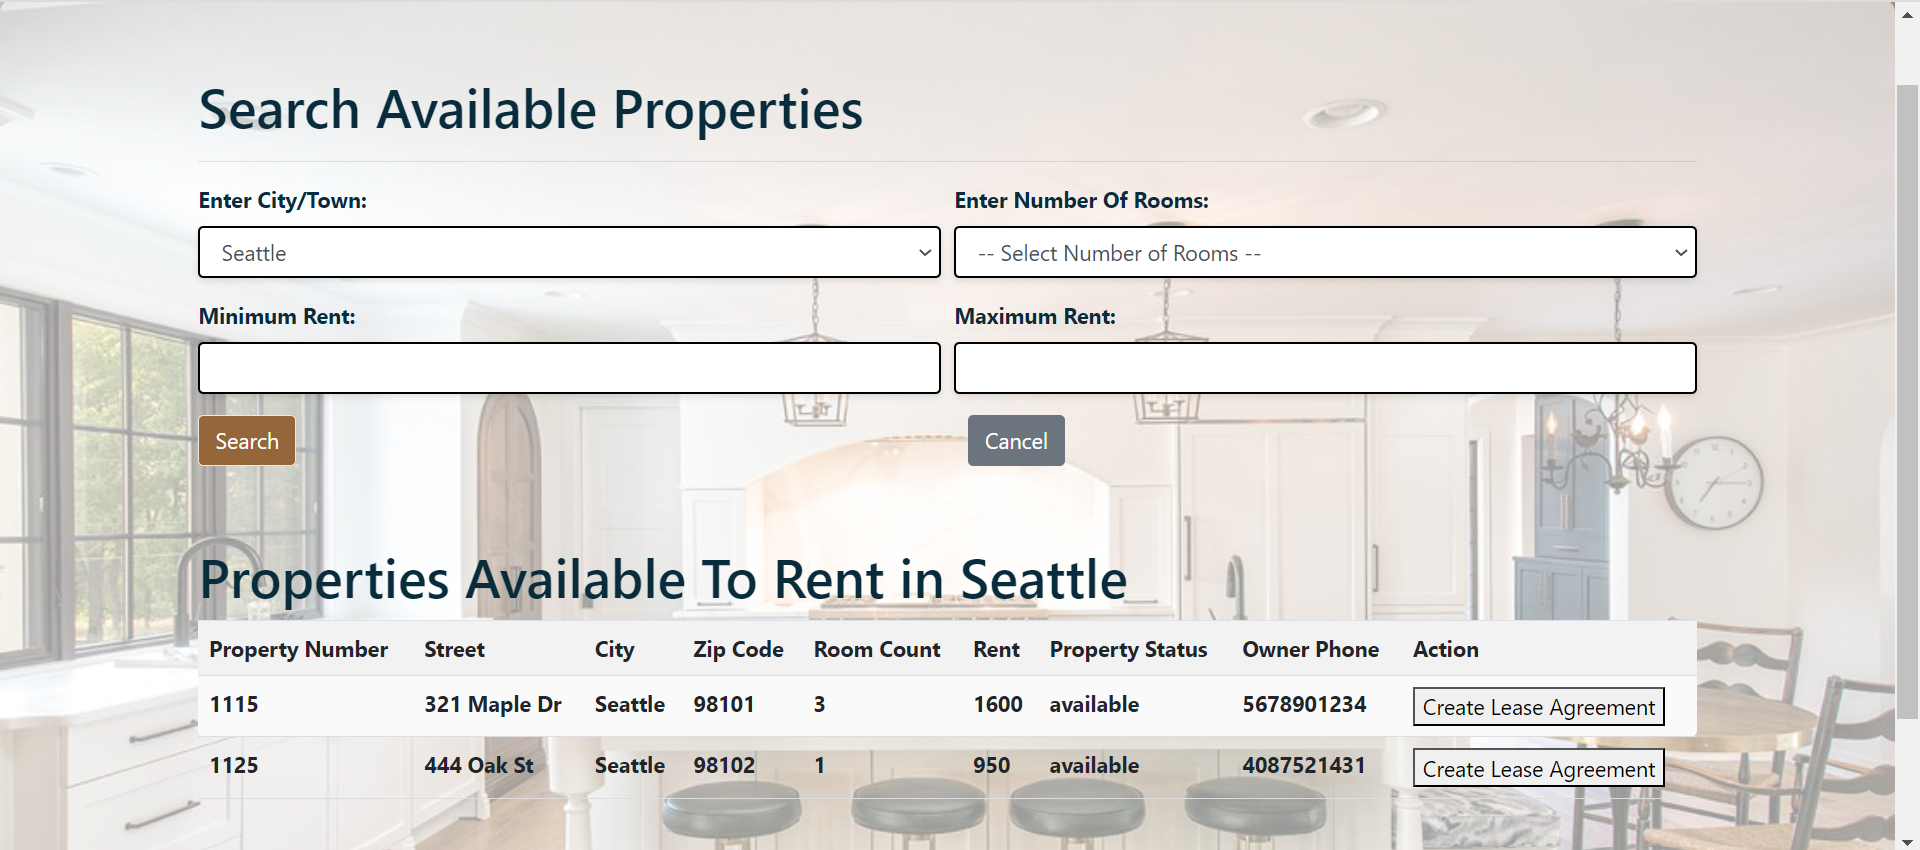 Search Available Properties
Enter City/Town: Enter Number Of Rooms:
Seattle -- Select Number of Rooms --
Minimum Rent: Maximum Rent:
Search Cancel
Properties Available To Rent in Seattle
Property Number Street City Zip Code Room Count Rent Property Status Owner Phone Action
1115 321 Maple Dr Seattle 98101 3 1600 available 5678901234 Create Lease Agreement
1125 444 Oak St Seattle 98102 1 950 available 4087521431 Create Lease Agreement